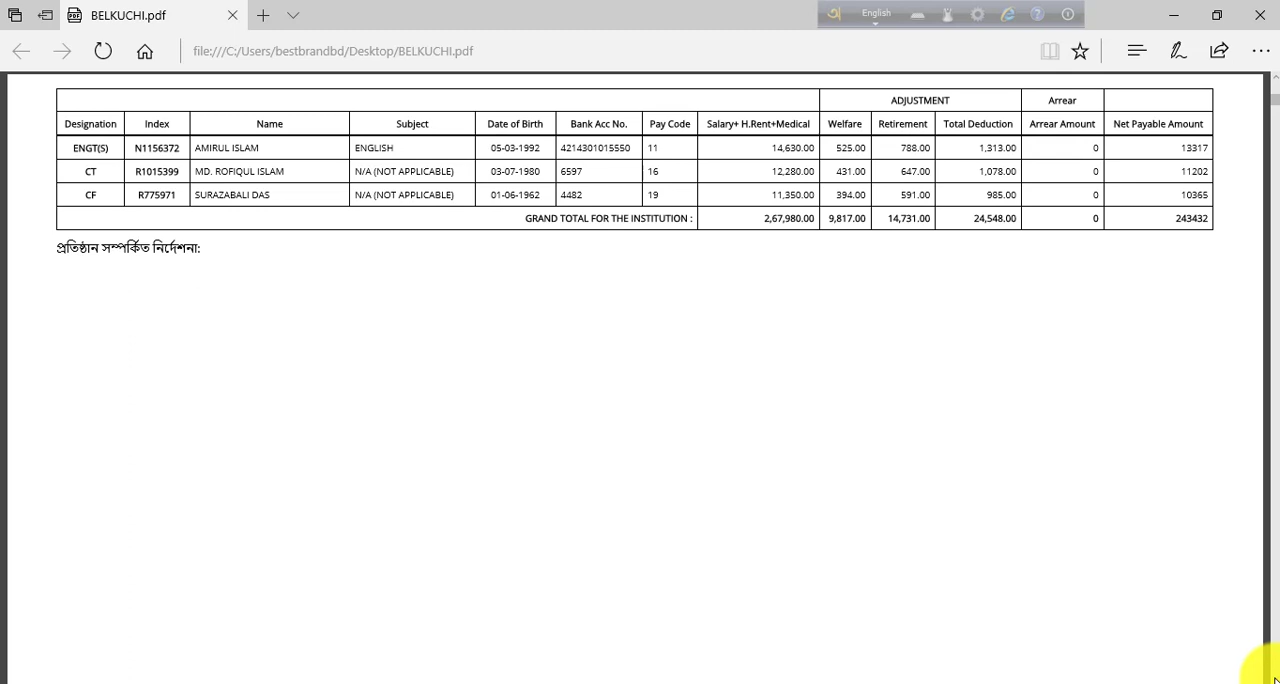 BELKUCHI.pdf
English
file:///C:/Users/bestbrandbd/Desktop/BELKUCHI.pdf
ADJUSTMENT Arrear
Designation Index Name Subject Date of Birth Bank Acc No. Pay Code Salary+ H.Rent+Medical Welfare Retirement Total Deduction Arrear Amount Net Payable Amount
ENGT(S) N1156372 AMIRUL ISLAM ENGLISH 05-03-1992 4214301015550 11 14,630.00 525.00 788.00 1,313.00 0 13317
CT R1015399 MD. ROFIQUL ISLAM N/A (NOT APPLICABLE) 03-07-1980 6597 16 12,280.00 431.00 647.00 1,078.00 0 11202
CF R775971 SURAZABALI DAS N/A (NOT APPLICABLE) 01-06-1962 4482 19 11,350.00 394.00 591.00 985.00 0 10365
GRAND TOTAL FOR THE INSTITUTION : 2,67,980.00 9,817.00 14,731.00 24,548.00 0 243432
প্রতিষ্ঠান সম্পর্কিত নির্দেশনা: